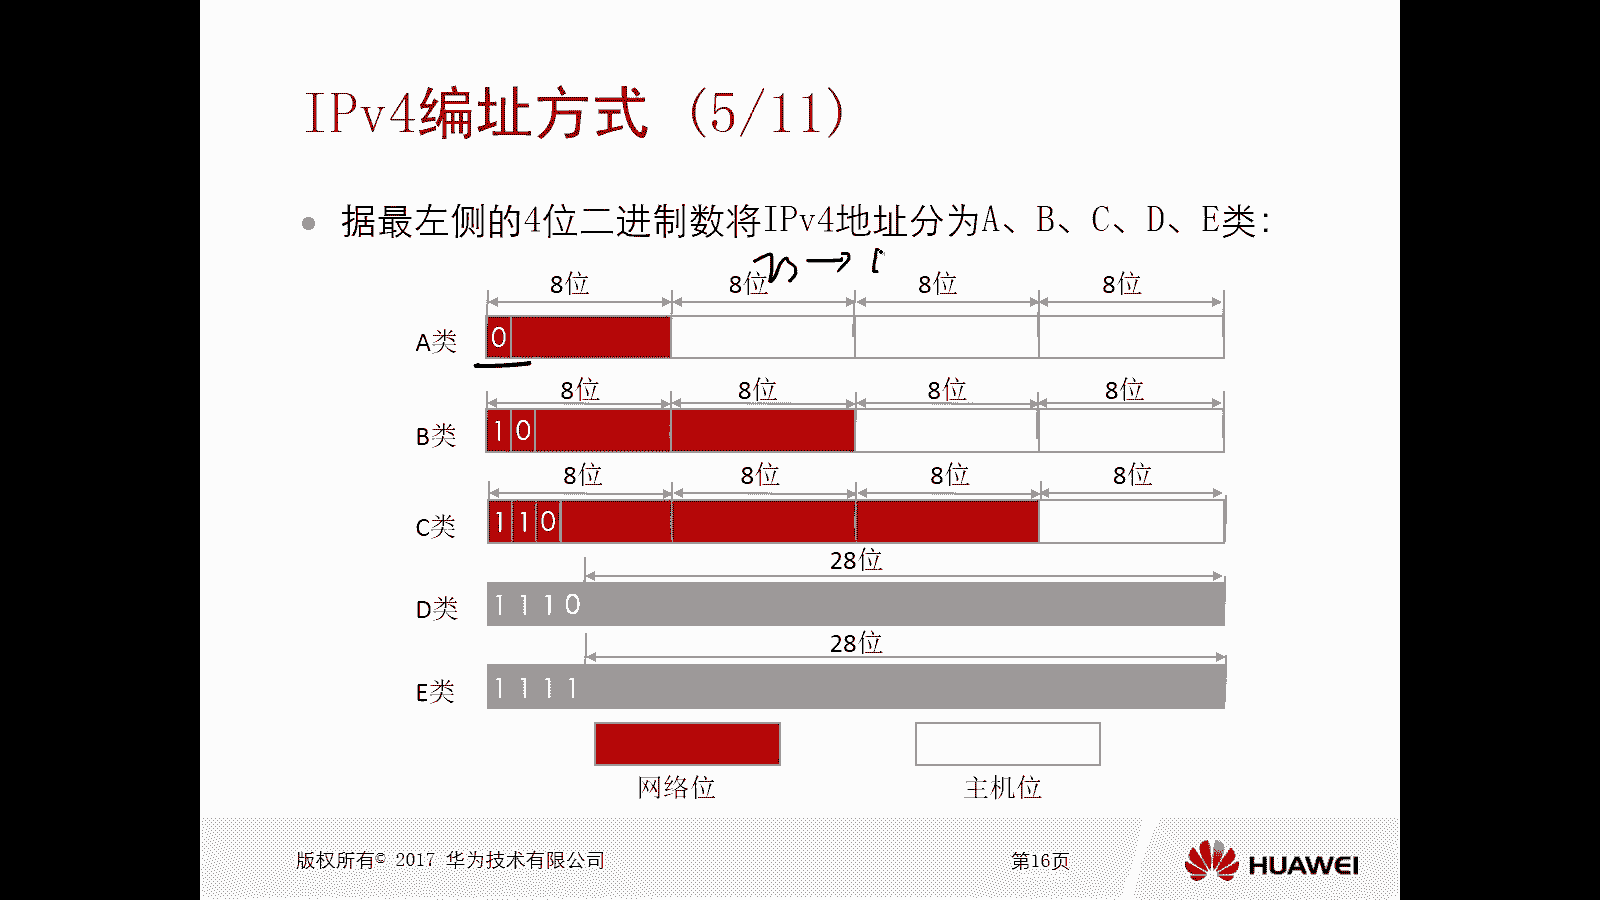 IPv4编址方式 (5/11)
据最左侧的4位二进制数将IPv4地址分为A、B、C、D、E类:
8位 8位 8位 8位
A类 0
8位 8位 8位 8位
B类 1 0
8位 8位 8位 8位
C类 1 1 0
28位
D类 1 1 1 0
28位
E类 1 1 1 1
网络位 主机位
版权所有© 2017 华为技术有限公司 第16页 HUAWEI